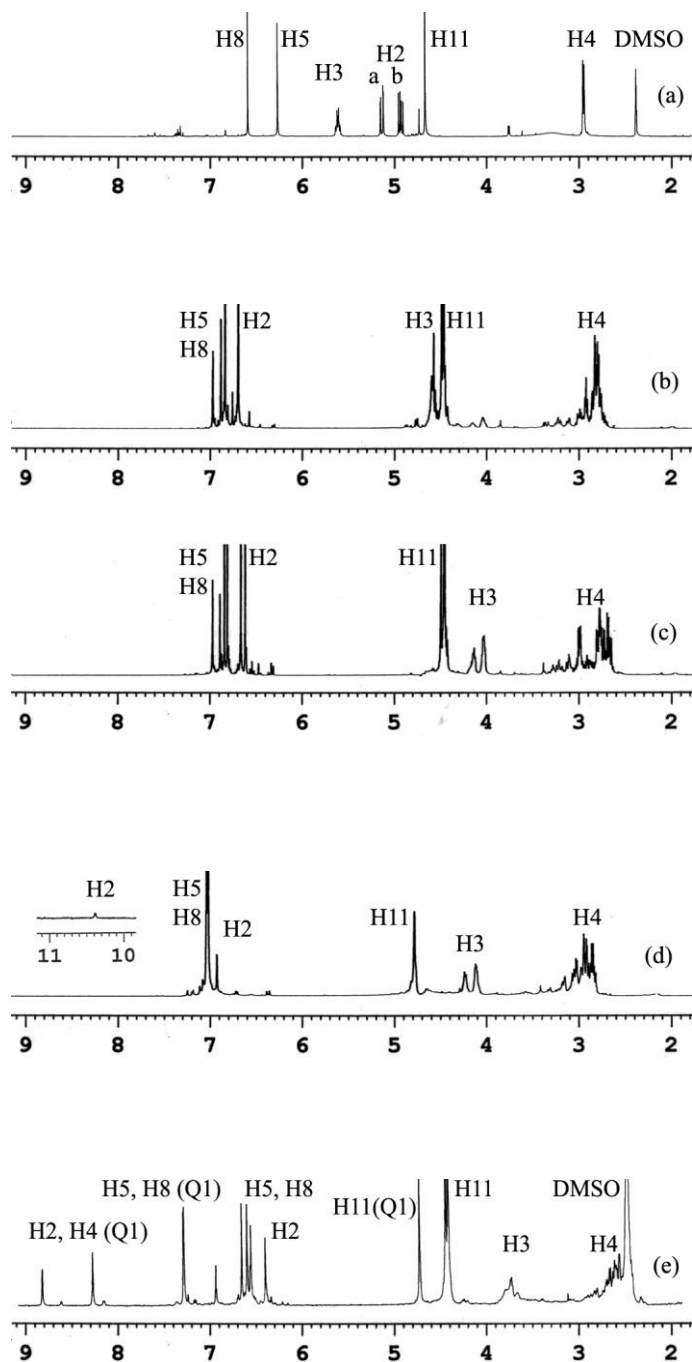 H8 H5 H2 H11 H4 DMSO
H3 a b (a)
9 8 7 6 5 4 3 2
H5 H2 H3 H11 H4
H8 (b)
9 8 7 6 5 4 3 2
H5 H2 H11 H4
H8 H3 (c)
9 8 7 6 5 4 3 2
H2 H5
H8 H2 H11 H3 H4 (d)
11 10
9 8 7 6 5 4 3 2
H5, H8 (Q1) H5, H8 H11(Q1) H11 DMSO
H2, H4 (Q1) H2 H3 H4 (e)
9 8 7 6 5 4 3 2